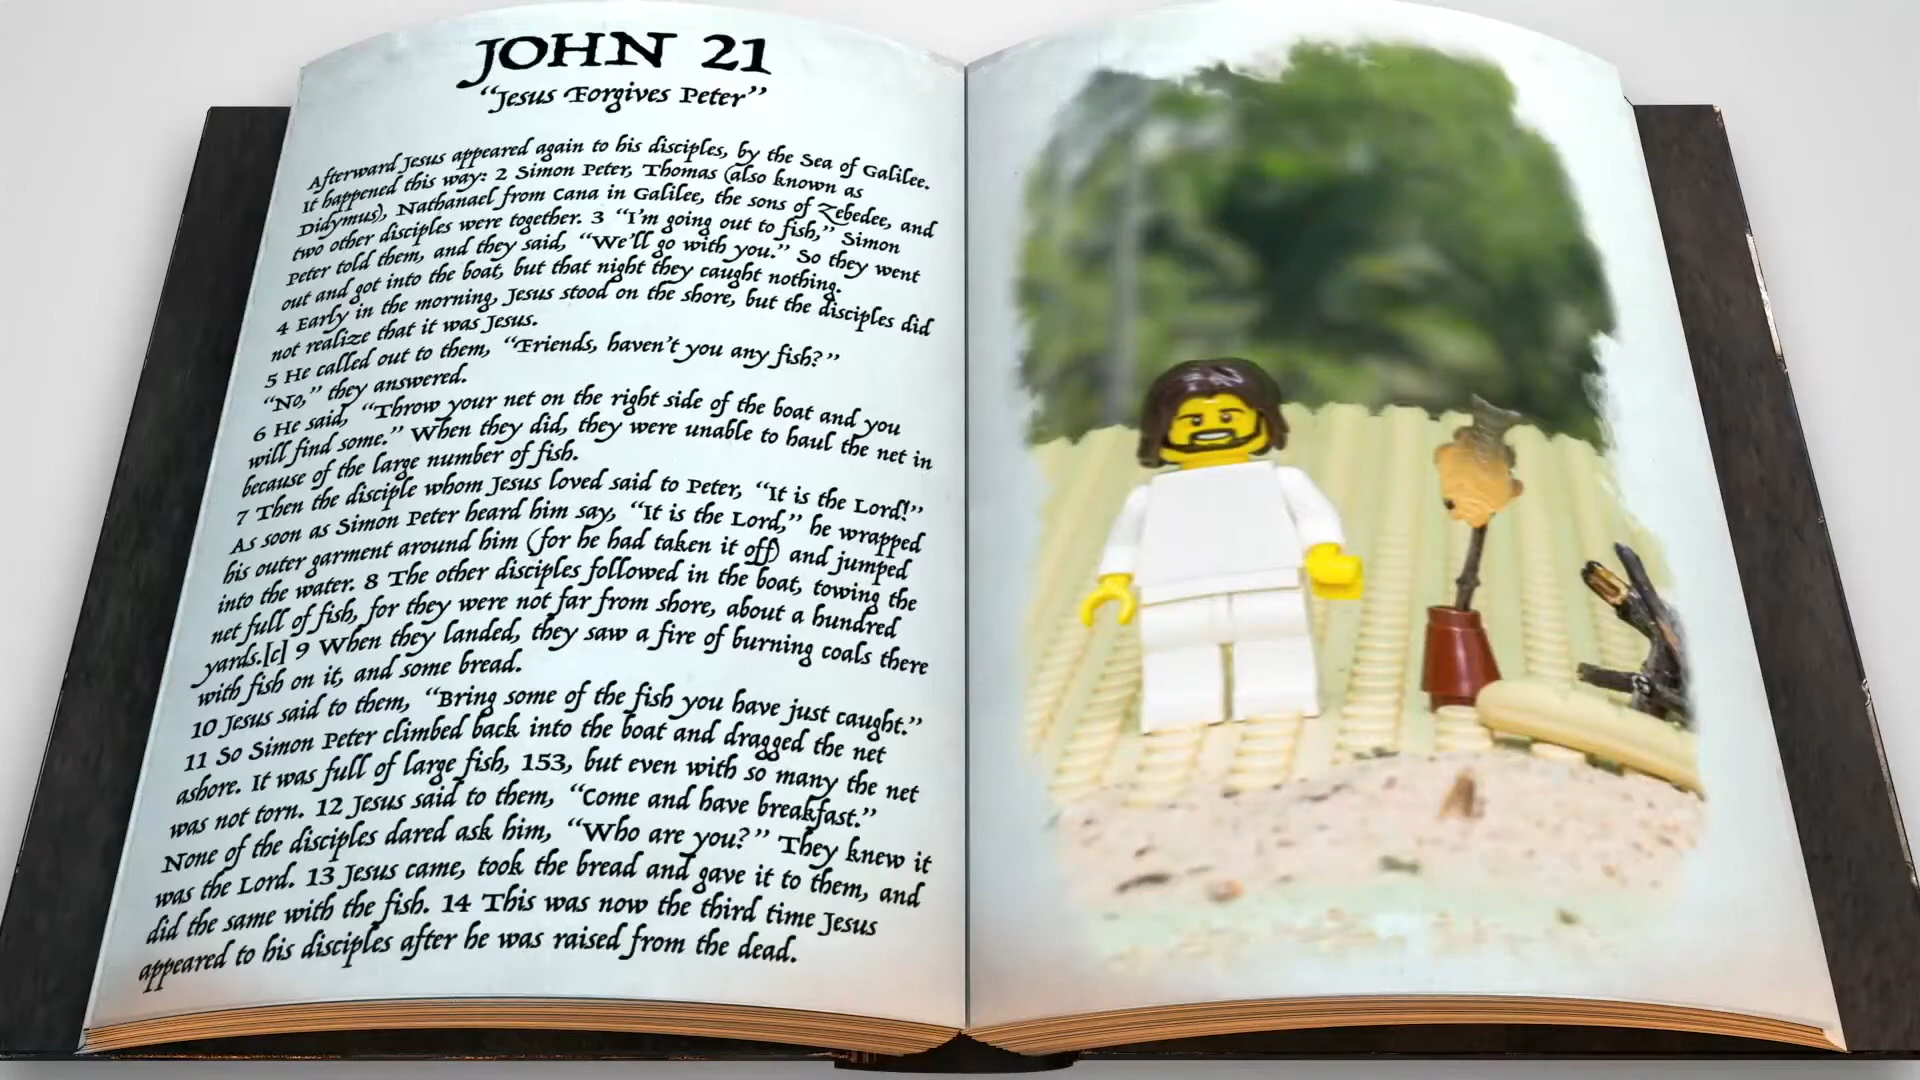 JOHN 21
“Jesus Forgives Peter”
Afterward Jesus appeared again to his disciples, by the Sea of Galilee.
It happened this way: 2 Simon Peter, Thomas (also known as
Didymus), Nathanael from Cana in Galilee, the sons of Zebedee, and
two other disciples were together. 3 “I’m going out to fish,” Simon
Peter told them, and they said, “We’ll go with you.” So they went
out and got into the boat, but that night they caught nothing.
4 Early in the morning, Jesus stood on the shore, but the disciples did
not realize that it was Jesus.
5 He called out to them, “Friends, haven’t you any fish?”
“No,” they answered.
6 He said, “Throw your net on the right side of the boat and you
will find some.” When they did, they were unable to haul the net in
because of the large number of fish.
7 Then the disciple whom Jesus loved said to Peter, “It is the Lord!”
As soon as Simon Peter heard him say, “It is the Lord,” he wrapped
his outer garment around him (for he had taken it off) and jumped
into the water. 8 The other disciples followed in the boat, towing the
net full of fish, for they were not far from shore, about a hundred
yards.[c] 9 When they landed, they saw a fire of burning coals there
with fish on it, and some bread.
10 Jesus said to them, “Bring some of the fish you have just caught.”
11 So Simon Peter climbed back into the boat and dragged the net
ashore. It was full of large fish, 153, but even with so many the net
was not torn. 12 Jesus said to them, “Come and have breakfast.”
None of the disciples dared ask him, “Who are you?” They knew it
was the Lord. 13 Jesus came, took the bread and gave it to them, and
did the same with the fish. 14 This was now the third time Jesus
appeared to his disciples after he was raised from the dead.